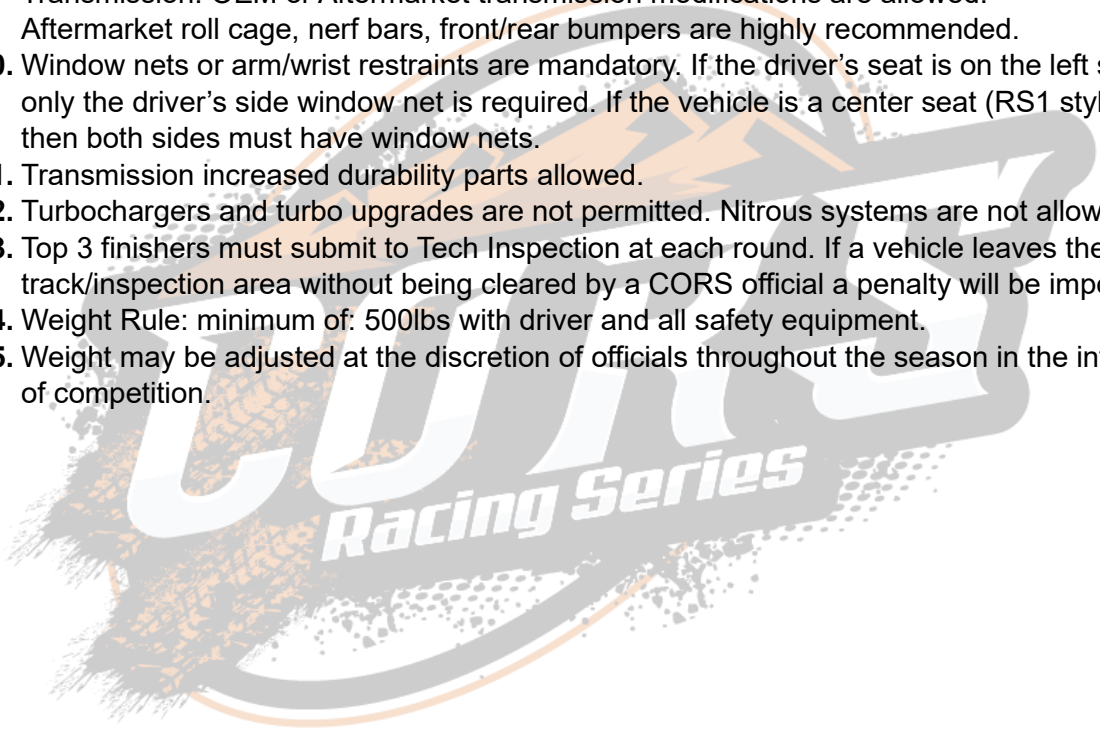 Transmission: OEM or Aftermarket transmission modifications are allowed.
Aftermarket roll cage, nerf bars, front/rear bumpers are highly recommended.
0. Window nets or arm/wrist restraints are mandatory. If the driver's seat is on the left
only the driver's side window net is required. If the vehicle is a center seat (RS1
then both sides must have window nets.
1. Transmission increased durability parts allowed.
2. Turbochargers and turbo upgrades are not permitted. Nitrous systems are not
3. Top 3 finishers must submit to Tech Inspection at each round. If a vehicle leaves the
track/inspection area without being cleared by a CORS official a penalty will be
4. Weight Rule: minimum of: 500lbs with driver and all safety equipment.
5. Weight may be adjusted at the discretion of officials throughout the season in the
of competition.
CORS
Racing Series